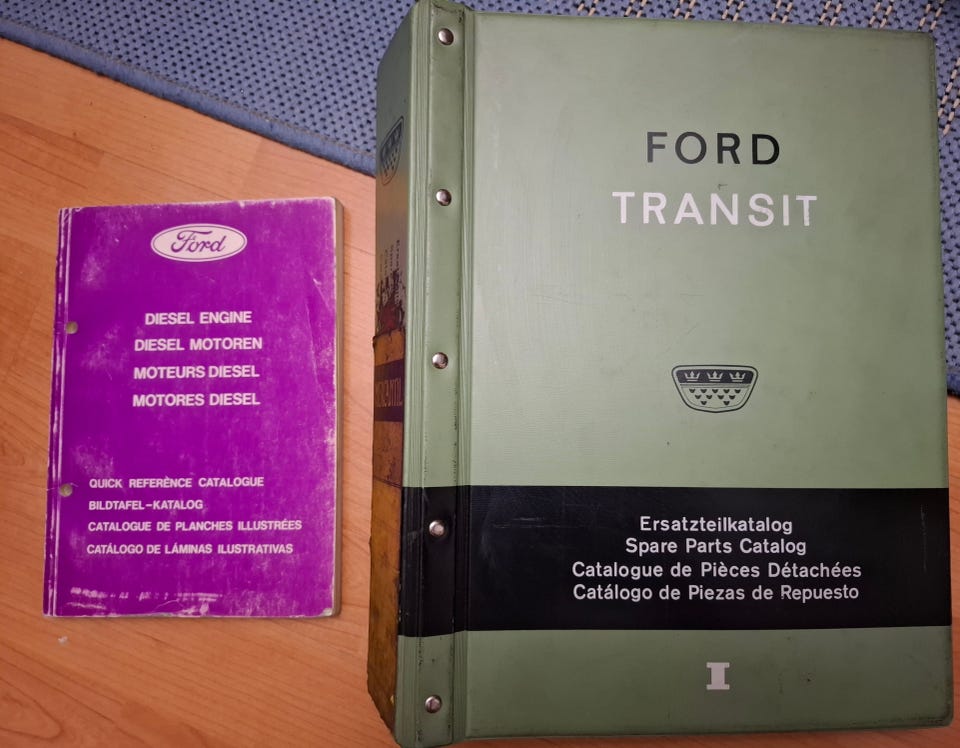 Ford
DIESEL ENGINE
DIESEL MOTOREN
MOTEURS DIESEL
MOTORES DIESEL
QUICK REFERÈNCE CATALOGUE
BILDTAFEL-KATALOG
CATALOGUE DE PLANCHES ILLUSTRÉES
CATÁLOGO DE LÁMINAS ILUSTRATIVAS
FORD
TRANSIT
Ersatzteilkatalog
Spare Parts Catalog
Catalogue de Pièces Détachées
Catálogo de Piezas de Repuesto
I